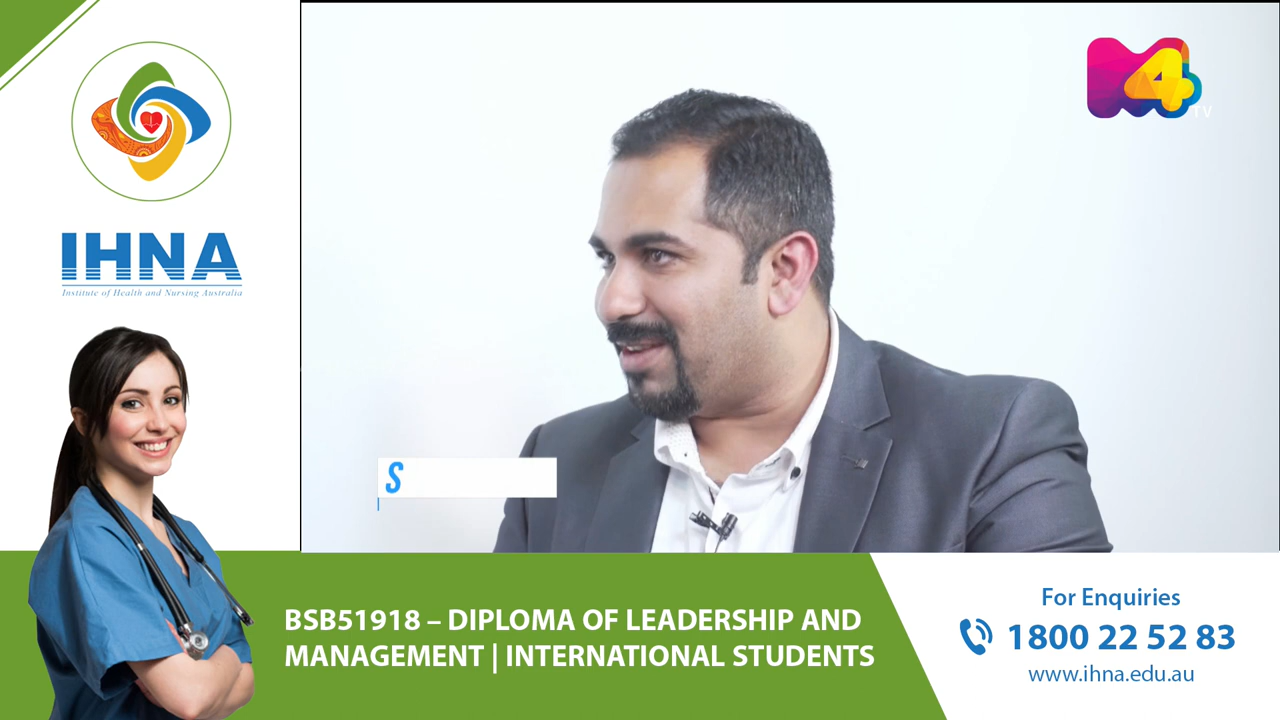 M4
TV
IHNA
Institute of Health and Nursing Australia
S
BSB51918 – DIPLOMA OF LEADERSHIP AND
MANAGEMENT | INTERNATIONAL STUDENTS
For Enquiries
1800 22 52 83
www.ihna.edu.au